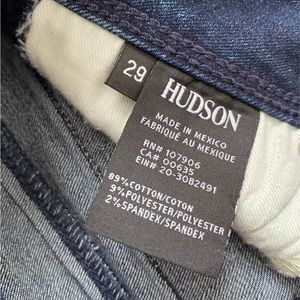 29
HUDSON
MADE IN MEXICO
FABRIQUÉ AU MEXIQUE
RN# 107906
CA# 00635
EIN# 20-3082491
89% COTTON/COTON
9% POLYESTER/POLYESTER
2% SPANDEX/SPANDEX